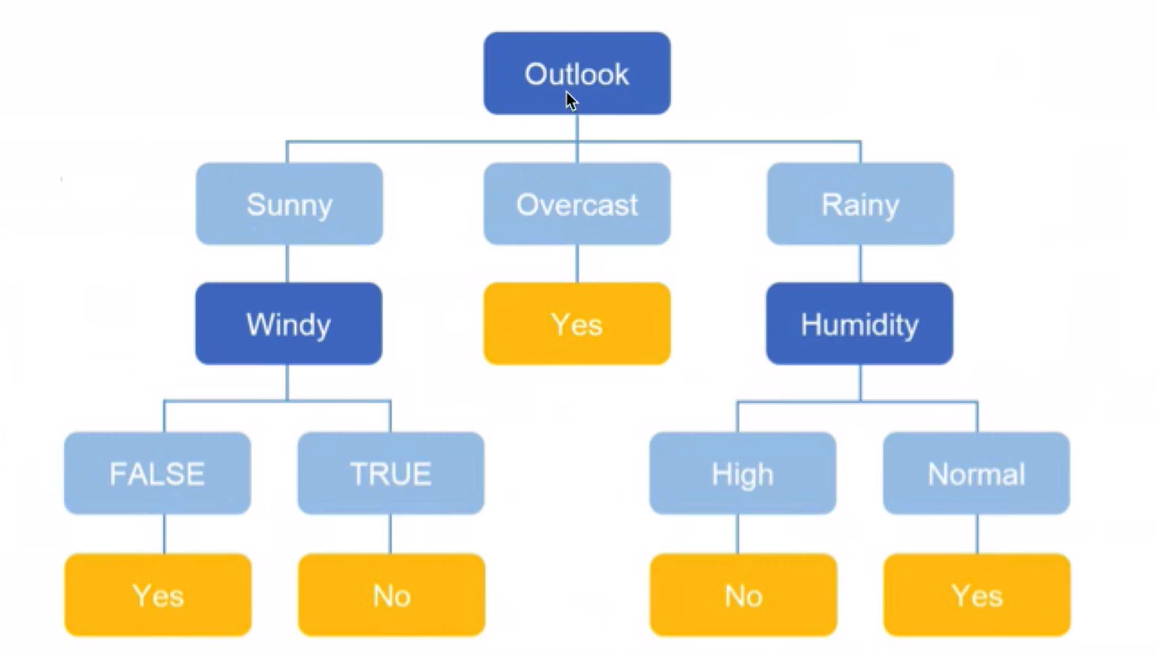 Outlook
Sunny
Overcast
Rainy
Windy
Yes
Humidity
FALSE
TRUE
High
Normal
Yes
No
No
Yes